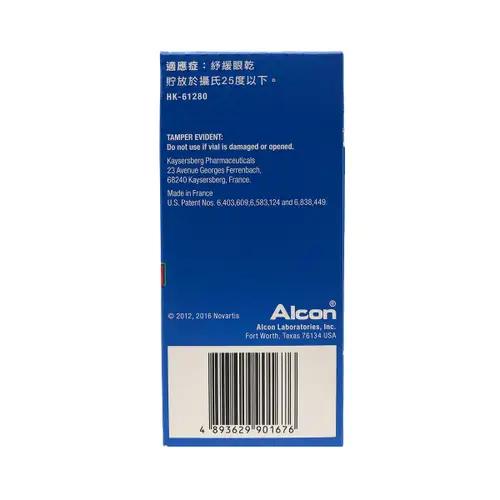 適應症：紓緩眼乾
貯放於攝氏25度以下。
HK-61280
TAMPER EVIDENT:
Do not use if vial is damaged or opened.
Kaysersberg Pharmaceuticals
23 Avenue Georges Ferrenbach,
68240 Kaysersberg, France.
Made in France
U.S. Patent Nos. 6,403,609,6,583,124 and 6,838,449
© 2012, 2016 Novartis
Alcon®
Alcon Laboratories, Inc.
Fort Worth, Texas 76134 USA
4 893629 901676